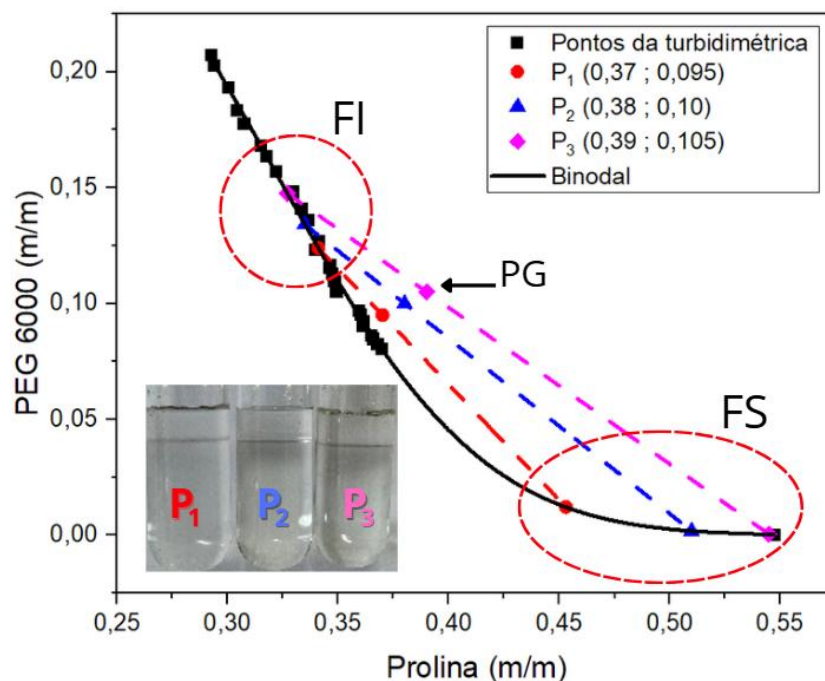 Pontos da turbidimétrica
P1 (0,37 ; 0,095)
P2 (0,38 ; 0,10)
P3 (0,39 ; 0,105)
Binodal
FI
PG
FS
P1
P2
P3
PEG 6000 (m/m)
0,20
0,15
0,10
0,05
0,00
0,25
0,30
0,35
0,40
0,45
0,50
0,55
Prolina (m/m)